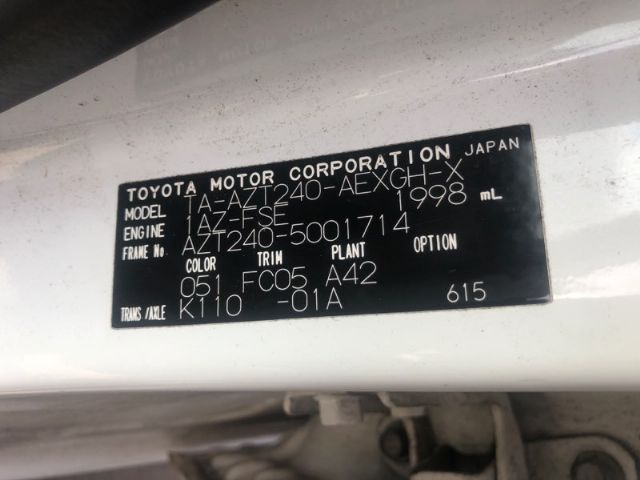 TOYOTA MOTOR CORPORATION JAPAN
MODEL TA-AZT240-AEXGH-X
ENGINE 1AZ-FSE 1998 mL
FRAME No. AZT240-5001714
COLOR TRIM PLANT OPTION
051 FC05 A42
TRANS/AXLE K110 -01A 615